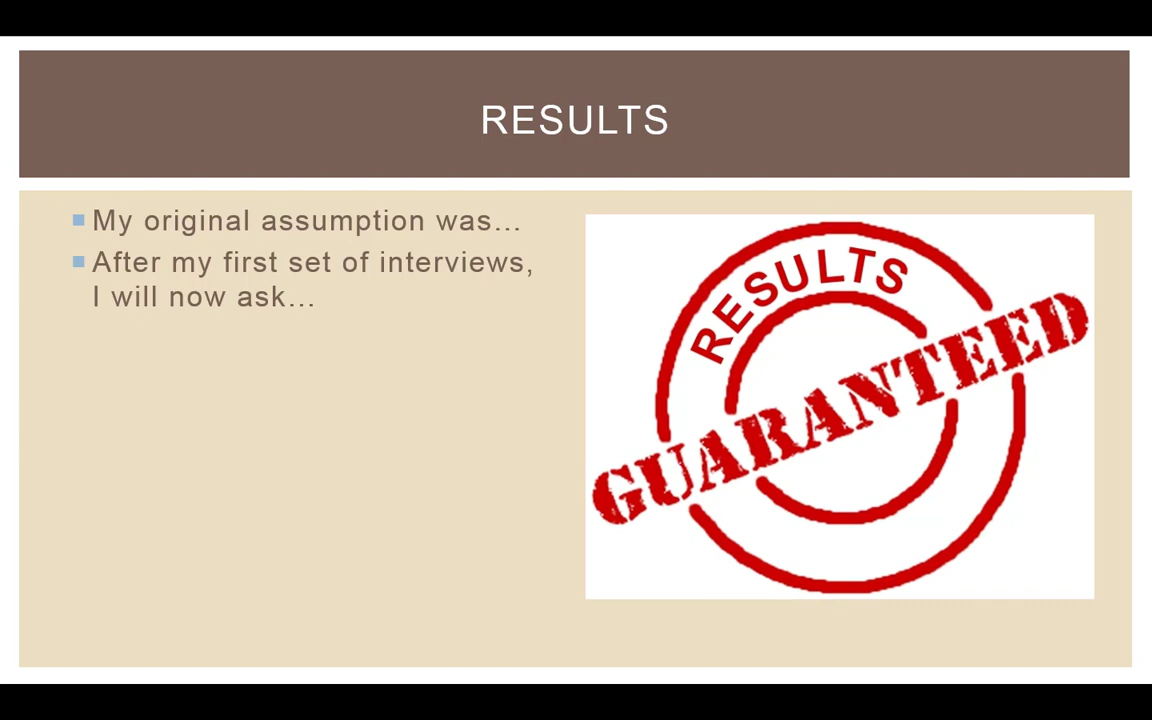 RESULTS
My original assumption was...
After my first set of interviews,
I will now ask...
RESULTS
GUARANTEED